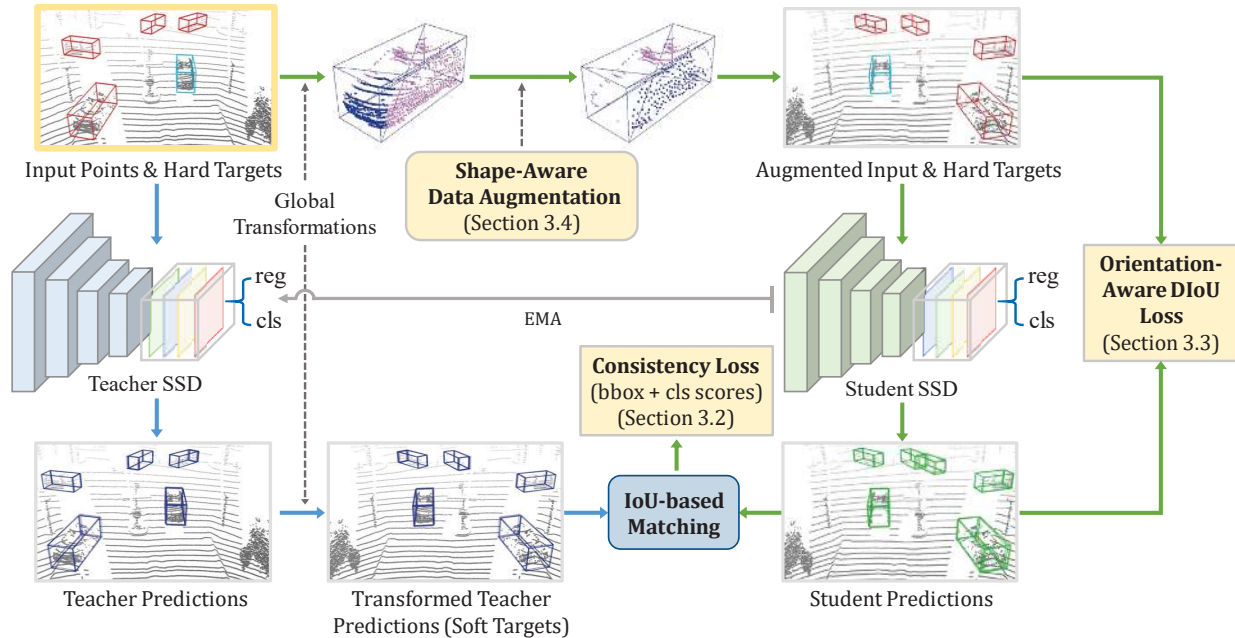 Input Points & Hard Targets
Global
Transformations
Shape-Aware
Data Augmentation
(Section 3.4)
Augmented Input & Hard Targets
reg
cls
Teacher SSD
EMA
reg
cls
Student SSD
Orientation-
Aware DIoU
Loss
(Section 3.3)
Consistency Loss
(bbox + cls scores)
(Section 3.2)
IoU-based
Matching
Teacher Predictions
Transformed Teacher
Predictions (Soft Targets)
Student Predictions